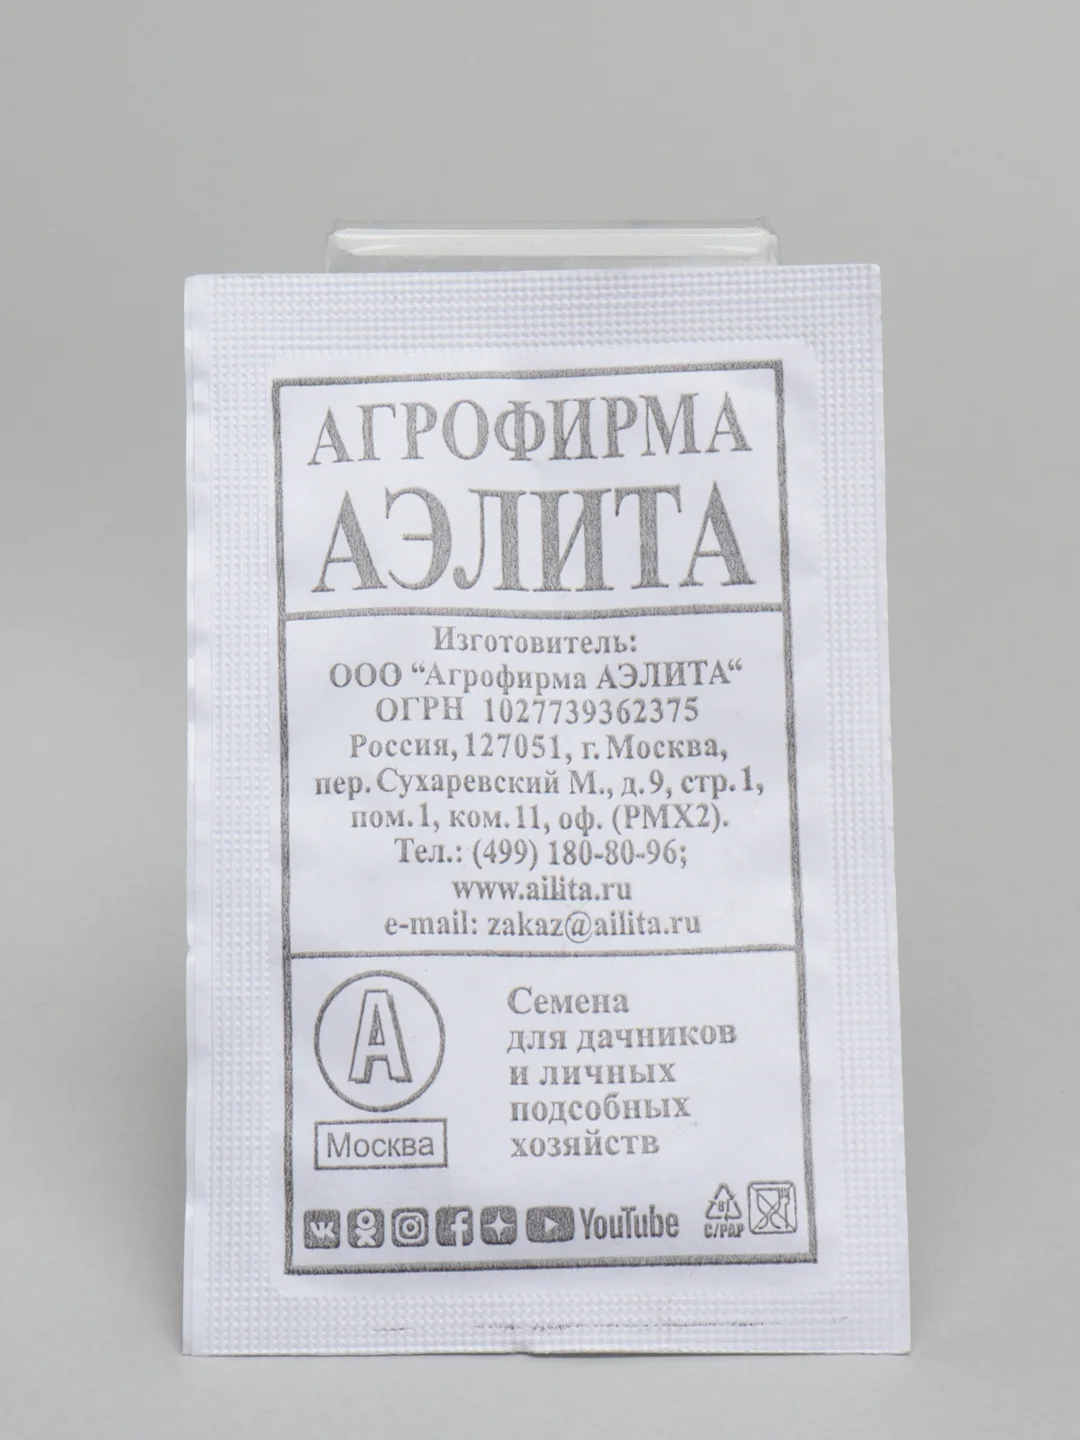 АГРОФИРМА
АЭЛИТА
Изготовитель:
ООО “Агрофирма АЭЛИТА“
ОГРН 1027739362375
Россия, 127051, г. Москва,
пер. Сухаревский М., д. 9, стр. 1,
пом. 1, ком. 11, оф. (РМХ2).
Тел.: (499) 180-80-96;
www.ailita.ru
e-mail: zakaz@ailita.ru
А
Москва
Семена
для дачников
и личных
подсобных
хозяйств
YouTube
81
C/PAP